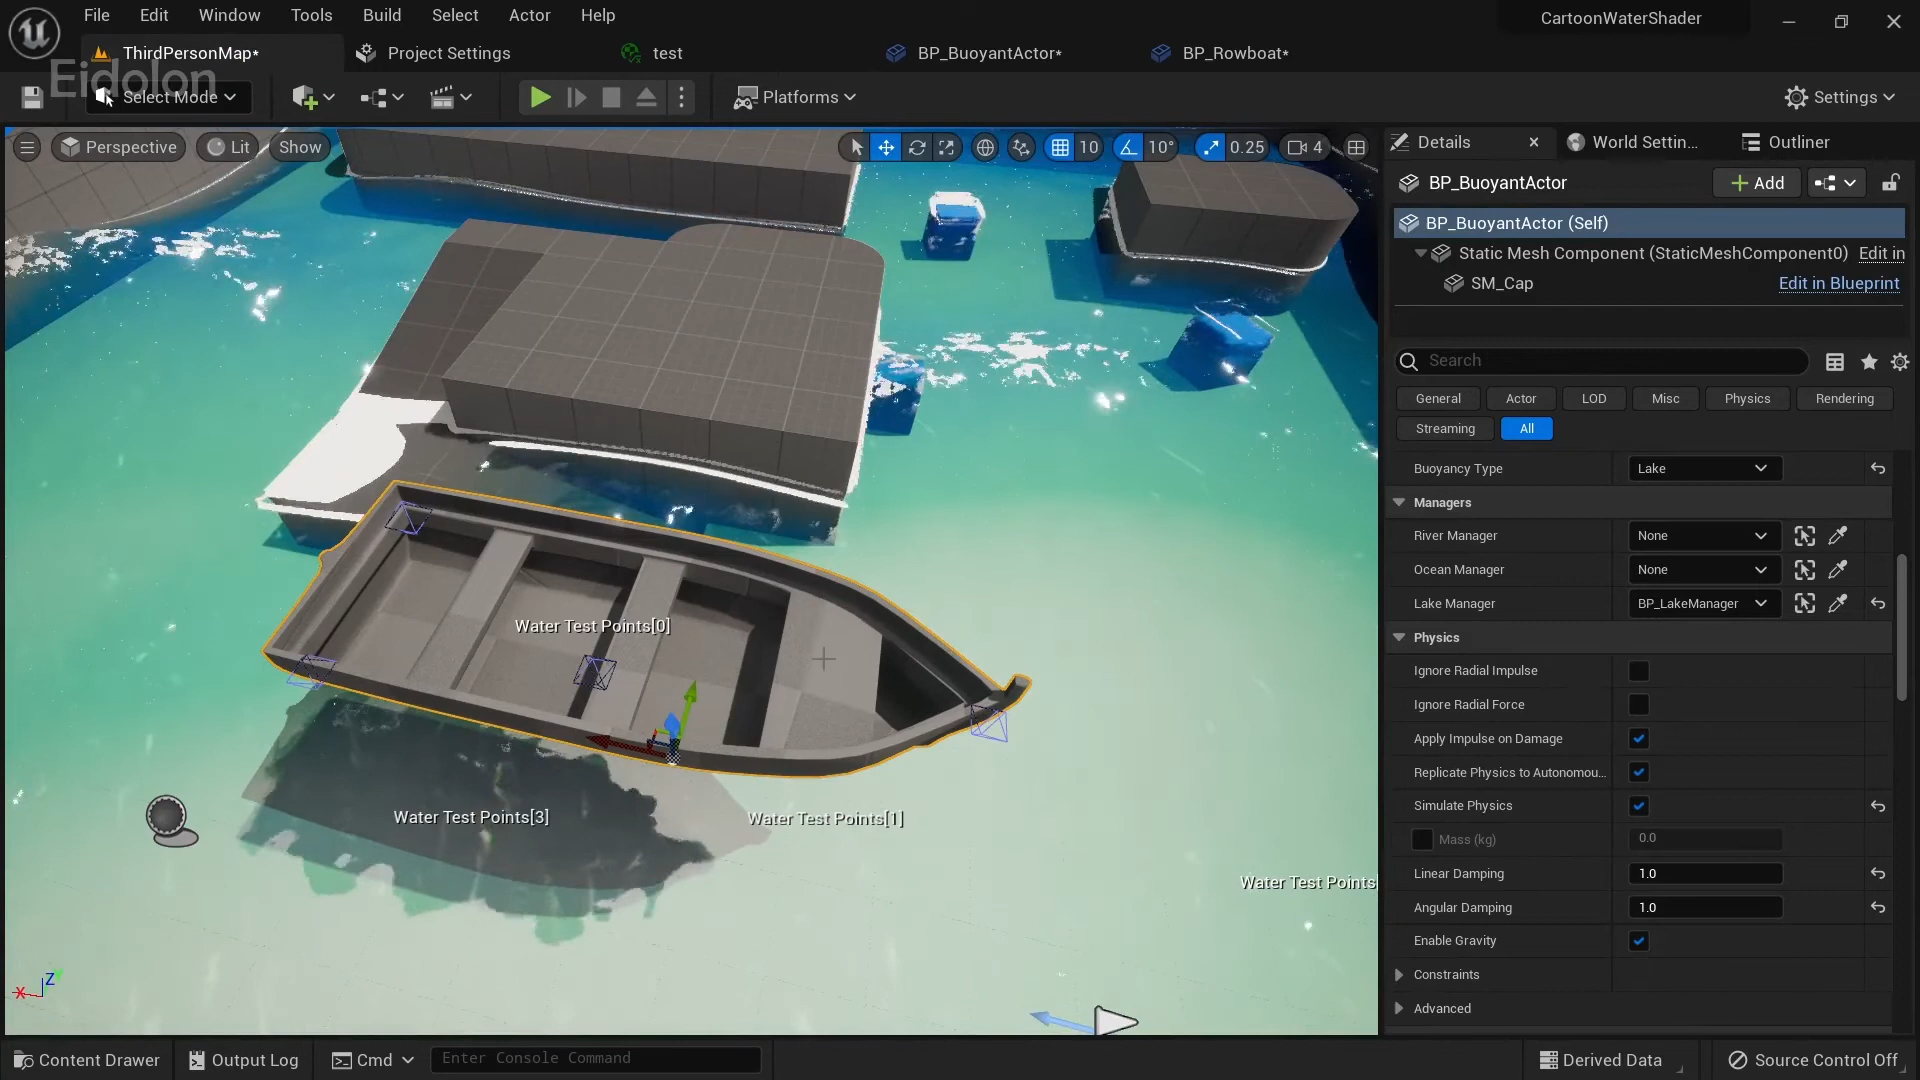 File Edit Window Tools Build Select Actor Help
CartoonWaterShader
ThirdPersonMap*
Project Settings
test
BP_BuoyantActor*
BP_Rowboat*
Eidolon
Select Mode
Platforms
Settings
Perspective
Lit
Show
10
10°
0.25
4
Details
World Settin...
Outliner
BP_BuoyantActor
Add
BP_BuoyantActor (Self)
Static Mesh Component (StaticMeshComponent0)
Edit in
SM_Cap
Edit in Blueprint
Search
General Actor LOD Misc Physics Rendering
Streaming All
Buoyancy Type Lake
Managers
River Manager None
Ocean Manager None
Lake Manager BP_LakeManager
Physics
Ignore Radial Impulse
Ignore Radial Force
Apply Impulse on Damage
Replicate Physics to Autonomou...
Simulate Physics
Mass (kg) 0.0
Linear Damping 1.0
Angular Damping 1.0
Enable Gravity
Constraints
Advanced
Water Test Points[0]
Water Test Points[3]
Water Test Points[1]
Water Test Points
Z
Y
X
Content Drawer
Output Log
Cmd
Enter Console Command
Derived Data
Source Control Off